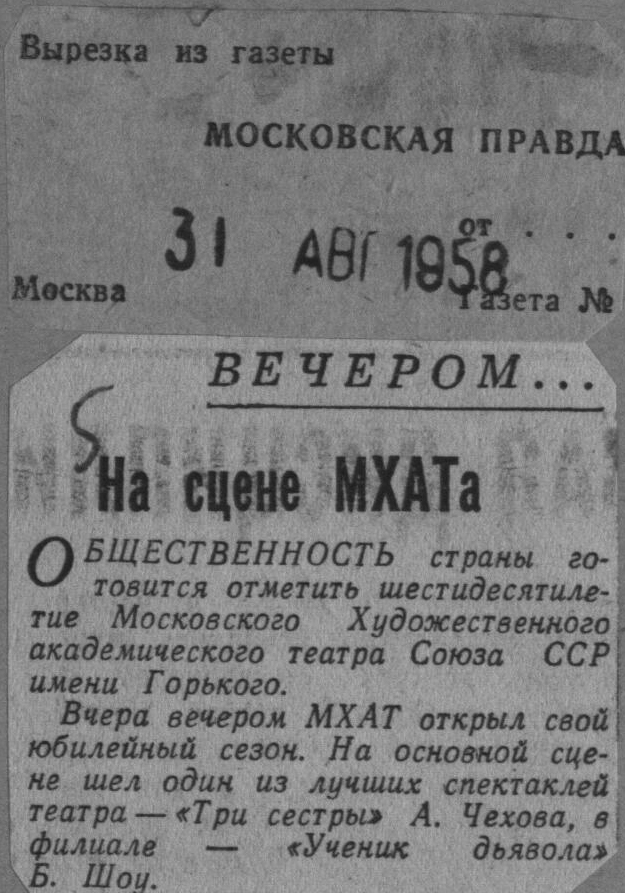 Вырезка из газеты
МОСКОВСКАЯ ПРАВДА
от . . .
31 АВГ 1958
Москва
Газета №
ВЕЧЕРОМ...
5
На сцене МХАТа
ОБЩЕСТВЕННОСТЬ страны го-
товится отметить шестидесятиле-
тие Московского Художественного
академического театра Союза ССР
имени Горького.
Вчера вечером МХАТ открыл свой
юбилейный сезон. На основной сце-
не шел один из лучших спектаклей
театра — «Три сестры» А. Чехова, в
филиале — «Ученик дьявола»
Б. Шоу.